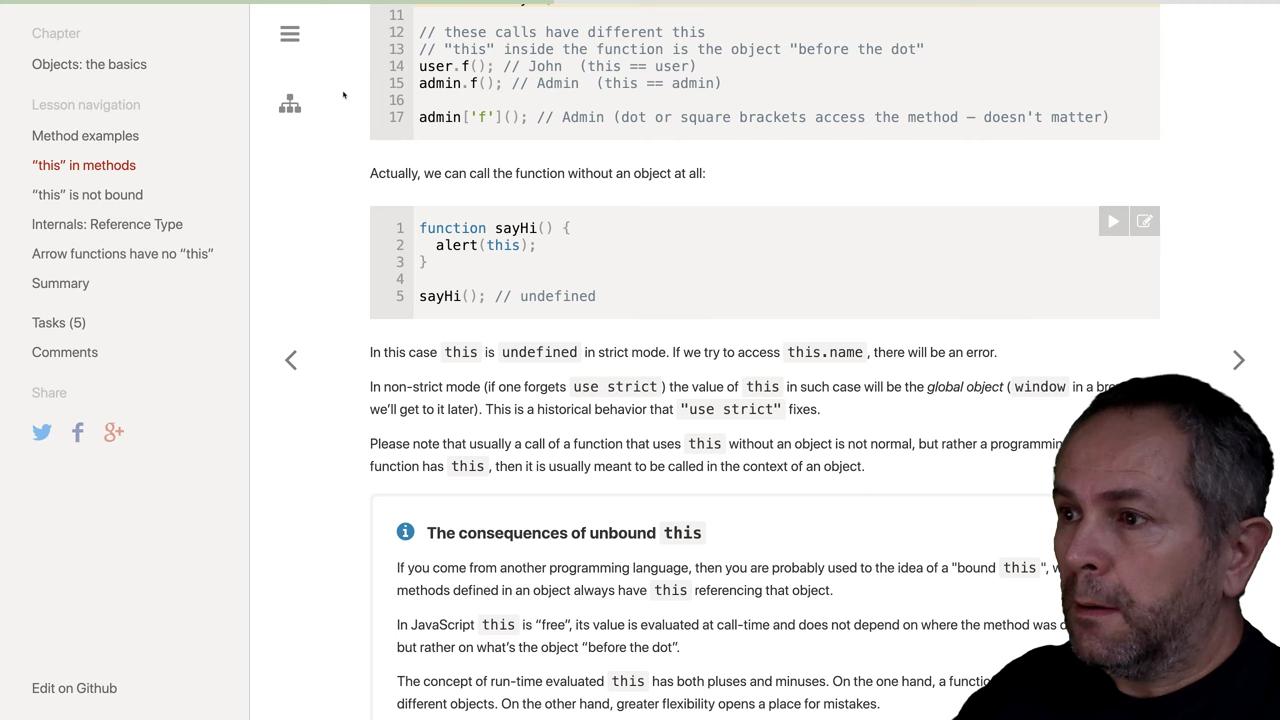 Chapter
Objects: the basics
Lesson navigation
Method examples
“this” in methods
“this” is not bound
Internals: Reference Type
Arrow functions have no “this”
Summary
Tasks (5)
Comments
Share
Edit on Github
11
12 // these calls have different this
13 // "this" inside the function is the object "before the dot"
14 user.f(); // John  (this == user)
15 admin.f(); // Admin  (this == admin)
16
17 admin['f'](); // Admin (dot or square brackets access the method – doesn't matter)
Actually, we can call the function without an object at all:
1 function sayHi() {
2   alert(this);
3 }
4
5 sayHi(); // undefined
In this case this is undefined in strict mode. If we try to access this.name, there will be an error.
In non-strict mode (if one forgets use strict) the value of this in such case will be the global object (window in a
we’ll get to it later). This is a historical behavior that "use strict" fixes.
Please note that usually a call of a function that uses this without an object is not normal, but rather a
function has this, then it is usually meant to be called in the context of an object.
The consequences of unbound this
If you come from another programming language, then you are probably used to the idea of a "bound this",
methods defined in an object always have this referencing that object.
In JavaScript this is “free”, its value is evaluated at call-time and does not depend on where the method was
but rather on what’s the object “before the dot”.
The concept of run-time evaluated this has both pluses and minuses. On the one hand, a
different objects. On the other hand, greater flexibility opens a place for mistakes.